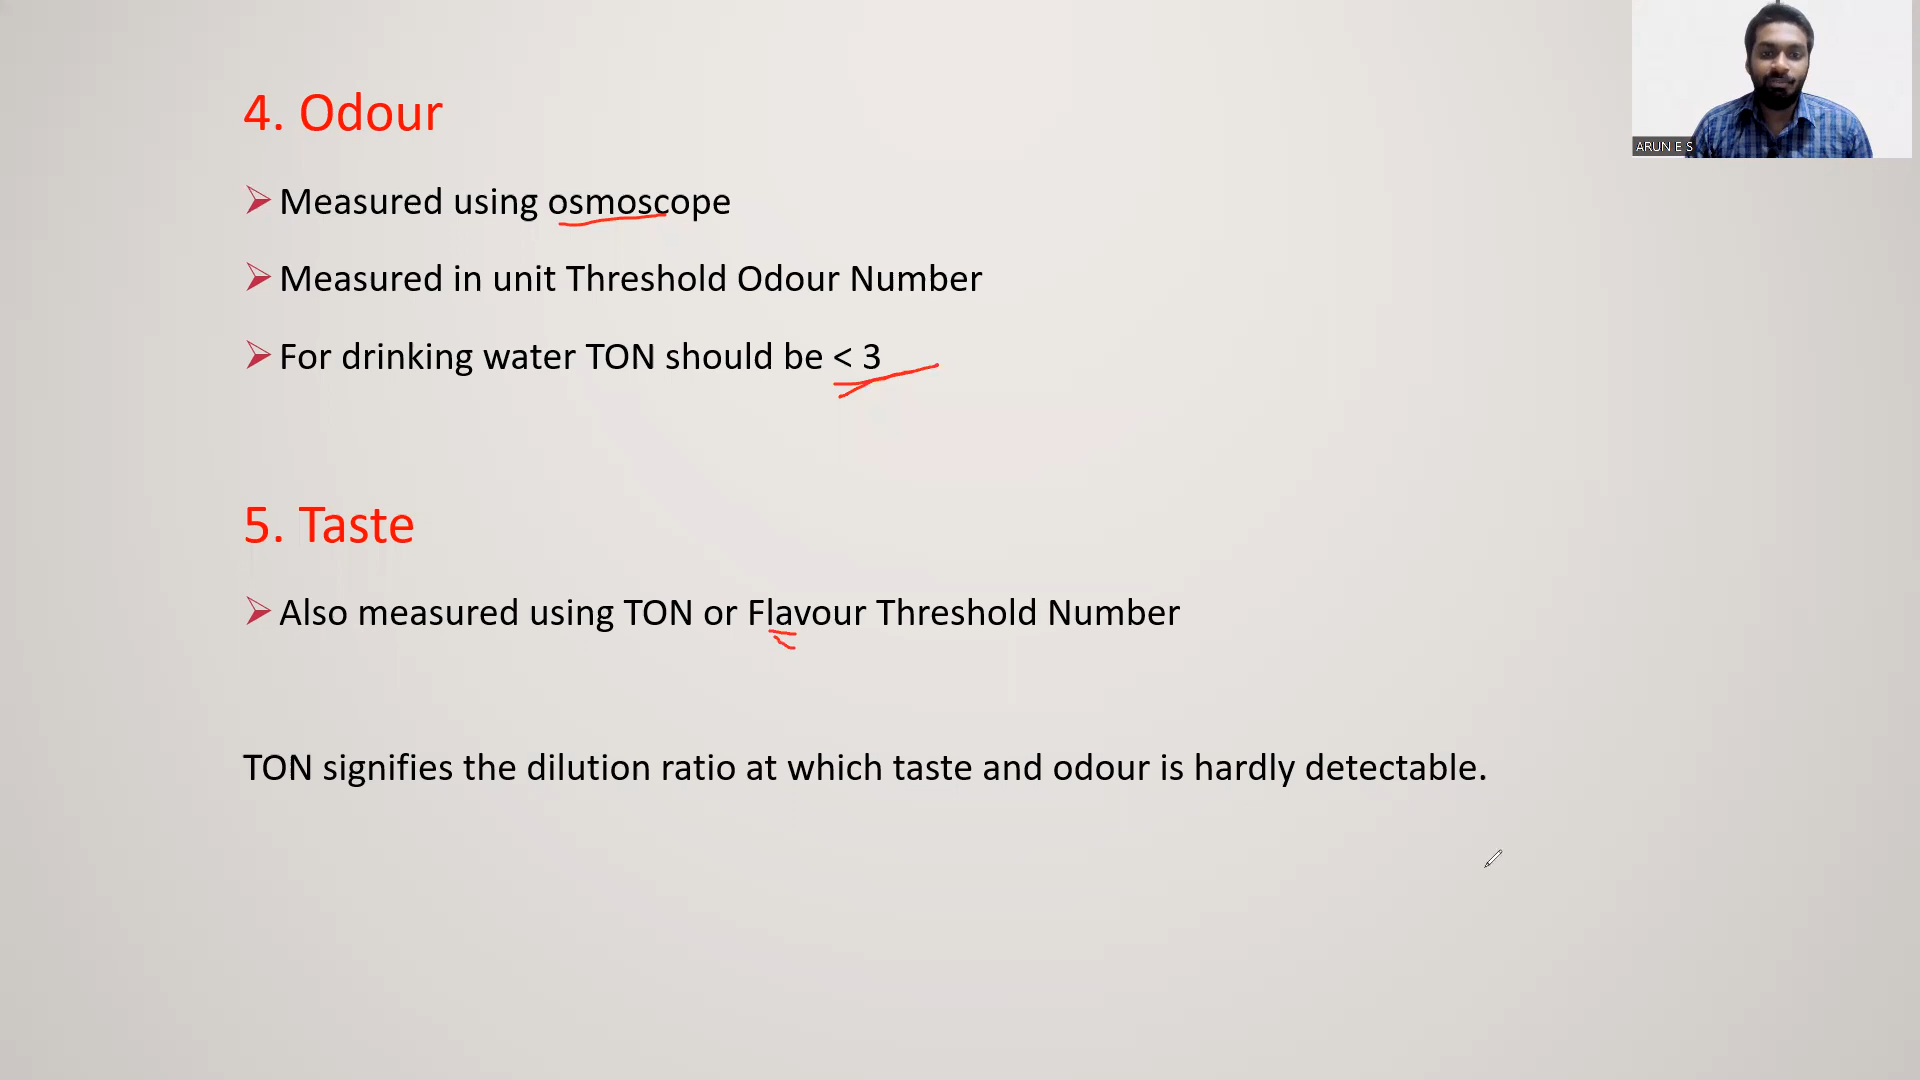 ARUN E S
4. Odour
Measured using osmoscope
Measured in unit Threshold Odour Number
For drinking water TON should be < 3
5. Taste
Also measured using TON or Flavour Threshold Number
TON signifies the dilution ratio at which taste and odour is hardly detectable.